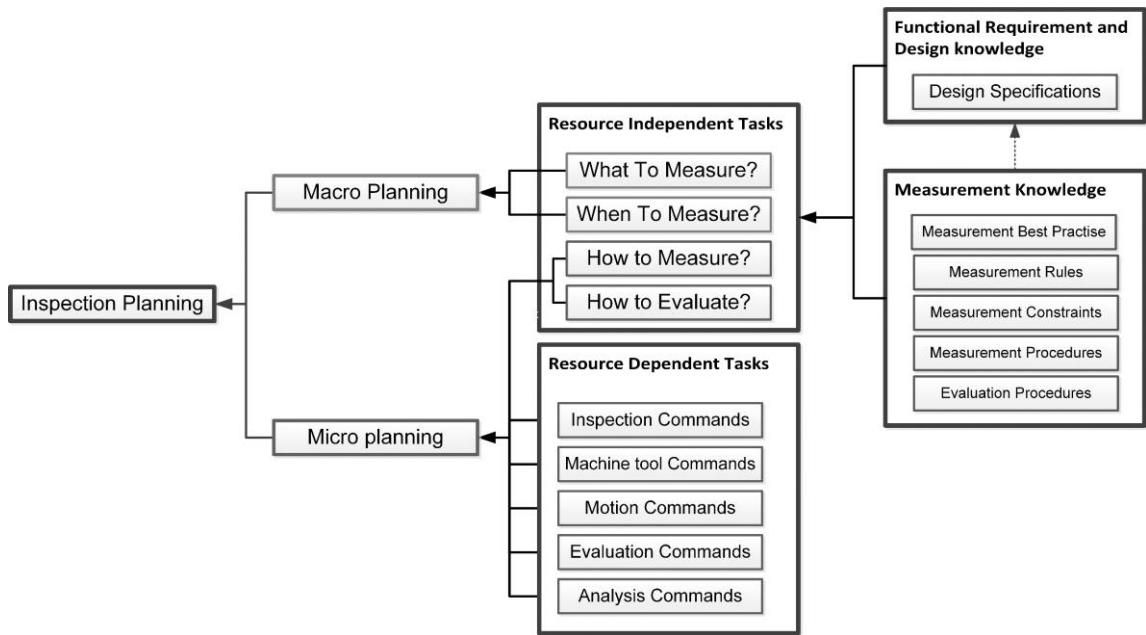 Inspection Planning
Macro Planning
Micro planning
Resource Independent Tasks
What To Measure?
When To Measure?
How to Measure?
How to Evaluate?
Resource Dependent Tasks
Inspection Commands
Machine tool Commands
Motion Commands
Evaluation Commands
Analysis Commands
Functional Requirement and
Design knowledge
Design Specifications
Measurement Knowledge
Measurement Best Practise
Measurement Rules
Measurement Constraints
Measurement Procedures
Evaluation Procedures